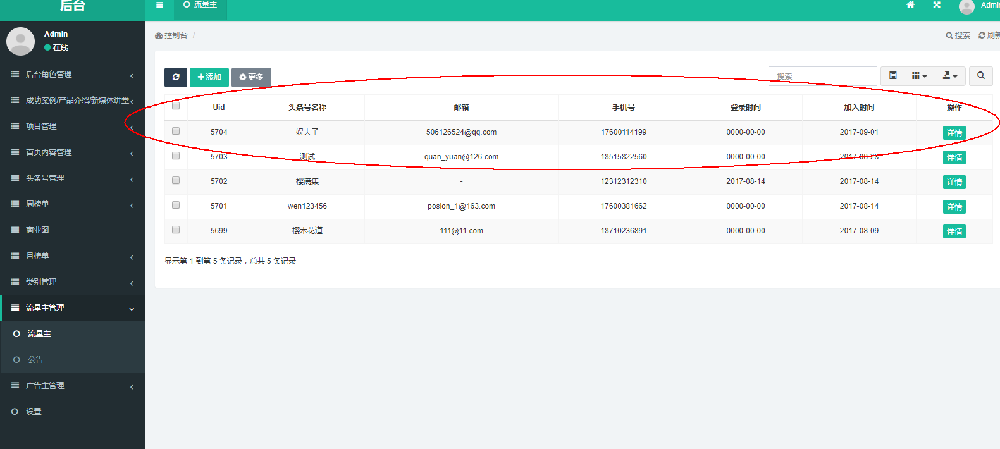 后台
流量主
Admin
Admin
在线
控制台 /
搜索
刷新
后台角色管理
成功案例/产品介绍/新媒体讲堂
项目管理
首页内容管理
头条号管理
周榜单
商业图
月榜单
类别管理
流量主管理
流量主
公告
广告主管理
设置
添加
更多
搜索
Uid 头条号名称 邮箱 手机号 登录时间 加入时间 操作
5704 娱夫子 506126524@qq.com 17600114199 0000-00-00 2017-09-01 详情
5703 测试 quan_yuan@126.com 18515822560 0000-00-00 2017-08-28 详情
5702 樱满集 - 12312312310 2017-08-14 2017-08-14 详情
5701 wen123456 posion_1@163.com 17600381662 0000-00-00 2017-08-14 详情
5699 樱木花道 111@11.com 18710236891 0000-00-00 2017-08-09 详情
显示第 1 到第 5 条记录，总共 5 条记录